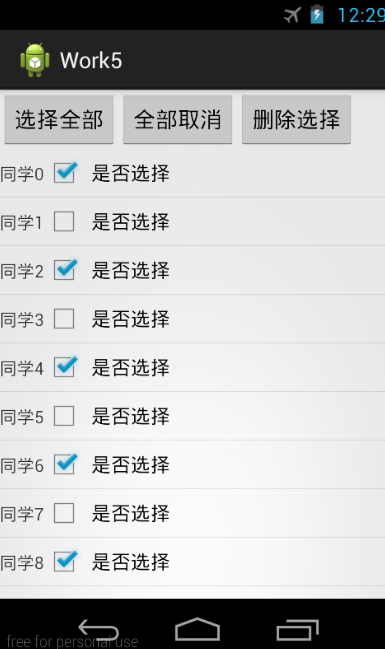 12:29
Work5
选择全部 全部取消 删除选择
同学0 是否选择
同学1 是否选择
同学2 是否选择
同学3 是否选择
同学4 是否选择
同学5 是否选择
同学6 是否选择
同学7 是否选择
同学8 是否选择
free for personal use